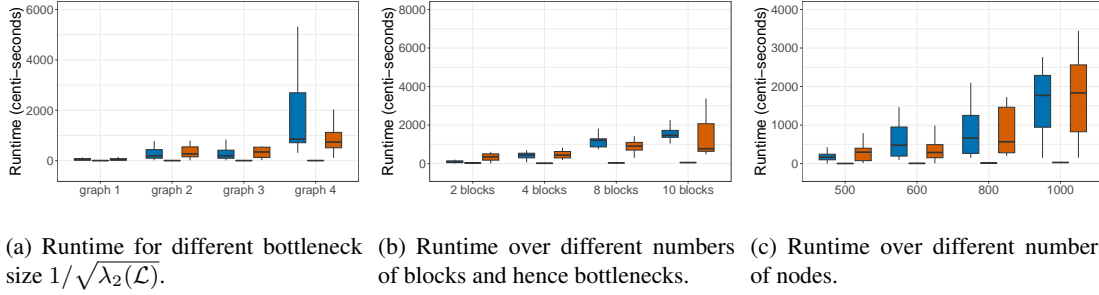 Runtime (centi−seconds)
6000
4000
2000
0
graph 1
graph 2
graph 3
graph 4
Runtime (centi−seconds)
8000
6000
4000
2000
0
2 blocks
4 blocks
8 blocks
10 blocks
Runtime (centi−seconds)
4000
3000
2000
1000
0
500
600
800
1000
(a) Runtime for different bottleneck
size 1/√λ₂(ℒ).
(b) Runtime over different numbers
of blocks and hence bottlenecks.
(c) Runtime over different number
of nodes.